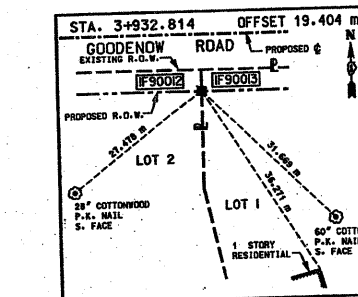 STA. 3+932.814 OFFSET 19.404 m
GOODENOW ROAD
PROPOSED ℄
N
EXISTING R.O.W.
P
IF90012 IF90013
PROPOSED R.O.W.
P
27.478 m
31.669 m
36.271 m
LOT 2
LOT 1
28" COTTONWOOD
P.K. NAIL
S. FACE
60" COTT
P.K. NAIL
S. FACE
1 STORY
RESIDENTIAL